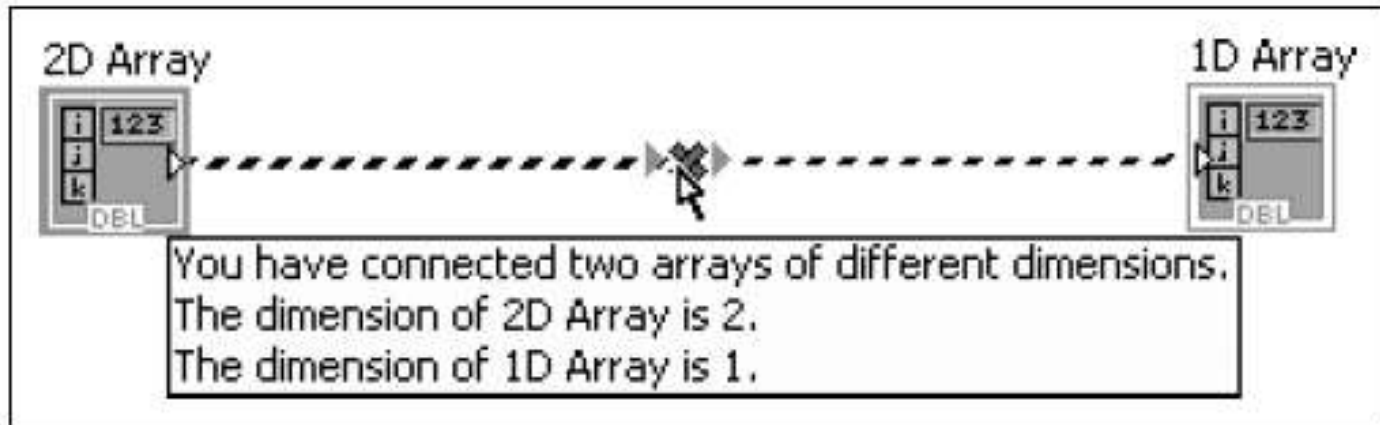 2D Array
1D Array
i
123
j
k
DBL
i
123
j
k
DBL
You have connected two arrays of different dimensions.
The dimension of 2D Array is 2.
The dimension of 1D Array is 1.